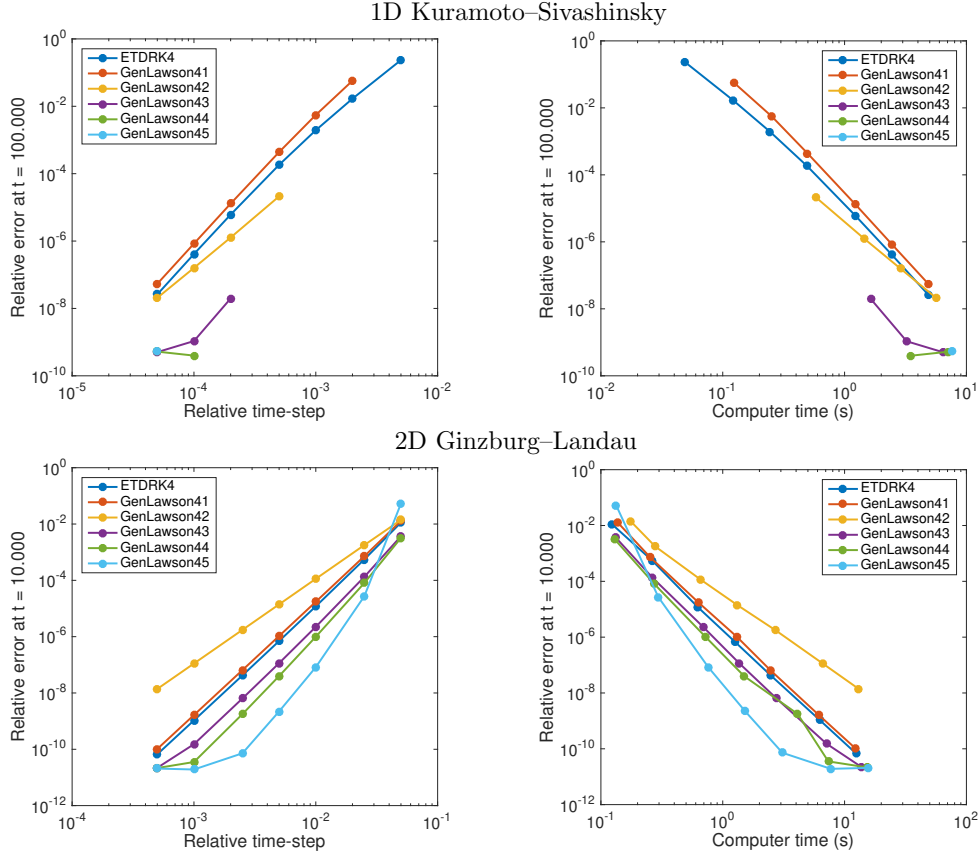 1D Kuramoto–Sivashinsky
Relative error at t = 100.000
10^0
10^-2
10^-4
10^-6
10^-8
10^-10
ETDRK4
GenLawson41
GenLawson42
GenLawson43
GenLawson44
GenLawson45
10^-5
10^-4
10^-3
10^-2
Relative time-step
Relative error at t = 100.000
10^0
10^-2
10^-4
10^-6
10^-8
10^-10
ETDRK4
GenLawson41
GenLawson42
GenLawson43
GenLawson44
GenLawson45
10^-2
10^-1
10^0
10^1
Computer time (s)
2D Ginzburg–Landau
Relative error at t = 10.000
10^0
10^-2
10^-4
10^-6
10^-8
10^-10
10^-12
ETDRK4
GenLawson41
GenLawson42
GenLawson43
GenLawson44
GenLawson45
10^-4
10^-3
10^-2
10^-1
Relative time-step
Relative error at t = 10.000
10^0
10^-2
10^-4
10^-6
10^-8
10^-10
10^-12
ETDRK4
GenLawson41
GenLawson42
GenLawson43
GenLawson44
GenLawson45
10^-1
10^0
10^1
10^2
Computer time (s)